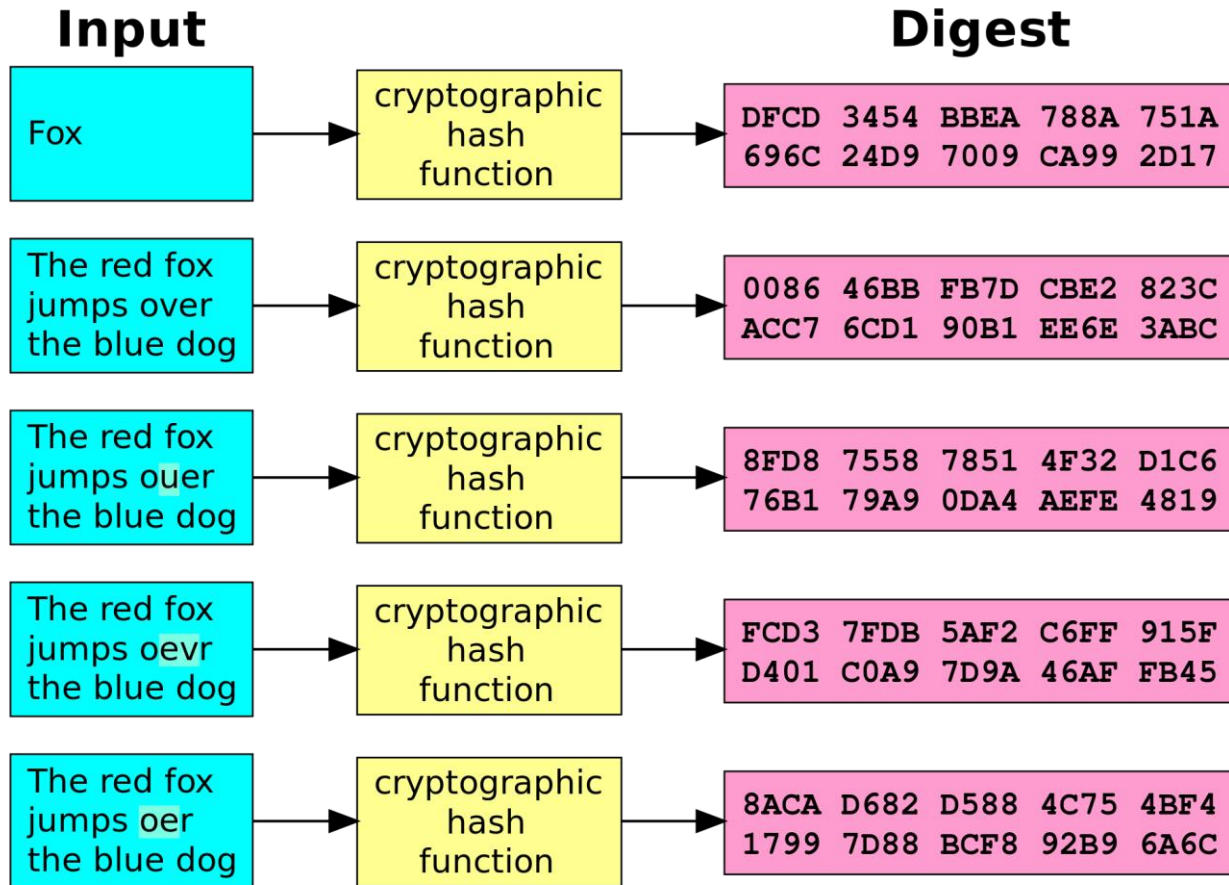 Input
Digest
Fox
cryptographic
hash
function
DFCD 3454 BBEA 788A 751A
696C 24D9 7009 CA99 2D17
The red fox
jumps over
the blue dog
cryptographic
hash
function
0086 46BB FB7D CBE2 823C
ACC7 6CD1 90B1 EE6E 3ABC
The red fox
jumps ouer
the blue dog
cryptographic
hash
function
8FD8 7558 7851 4F32 D1C6
76B1 79A9 0DA4 AEFE 4819
The red fox
jumps oevr
the blue dog
cryptographic
hash
function
FCD3 7FDB 5AF2 C6FF 915F
D401 C0A9 7D9A 46AF FB45
The red fox
jumps oer
the blue dog
cryptographic
hash
function
8ACA D682 D588 4C75 4BF4
1799 7D88 BCF8 92B9 6A6C